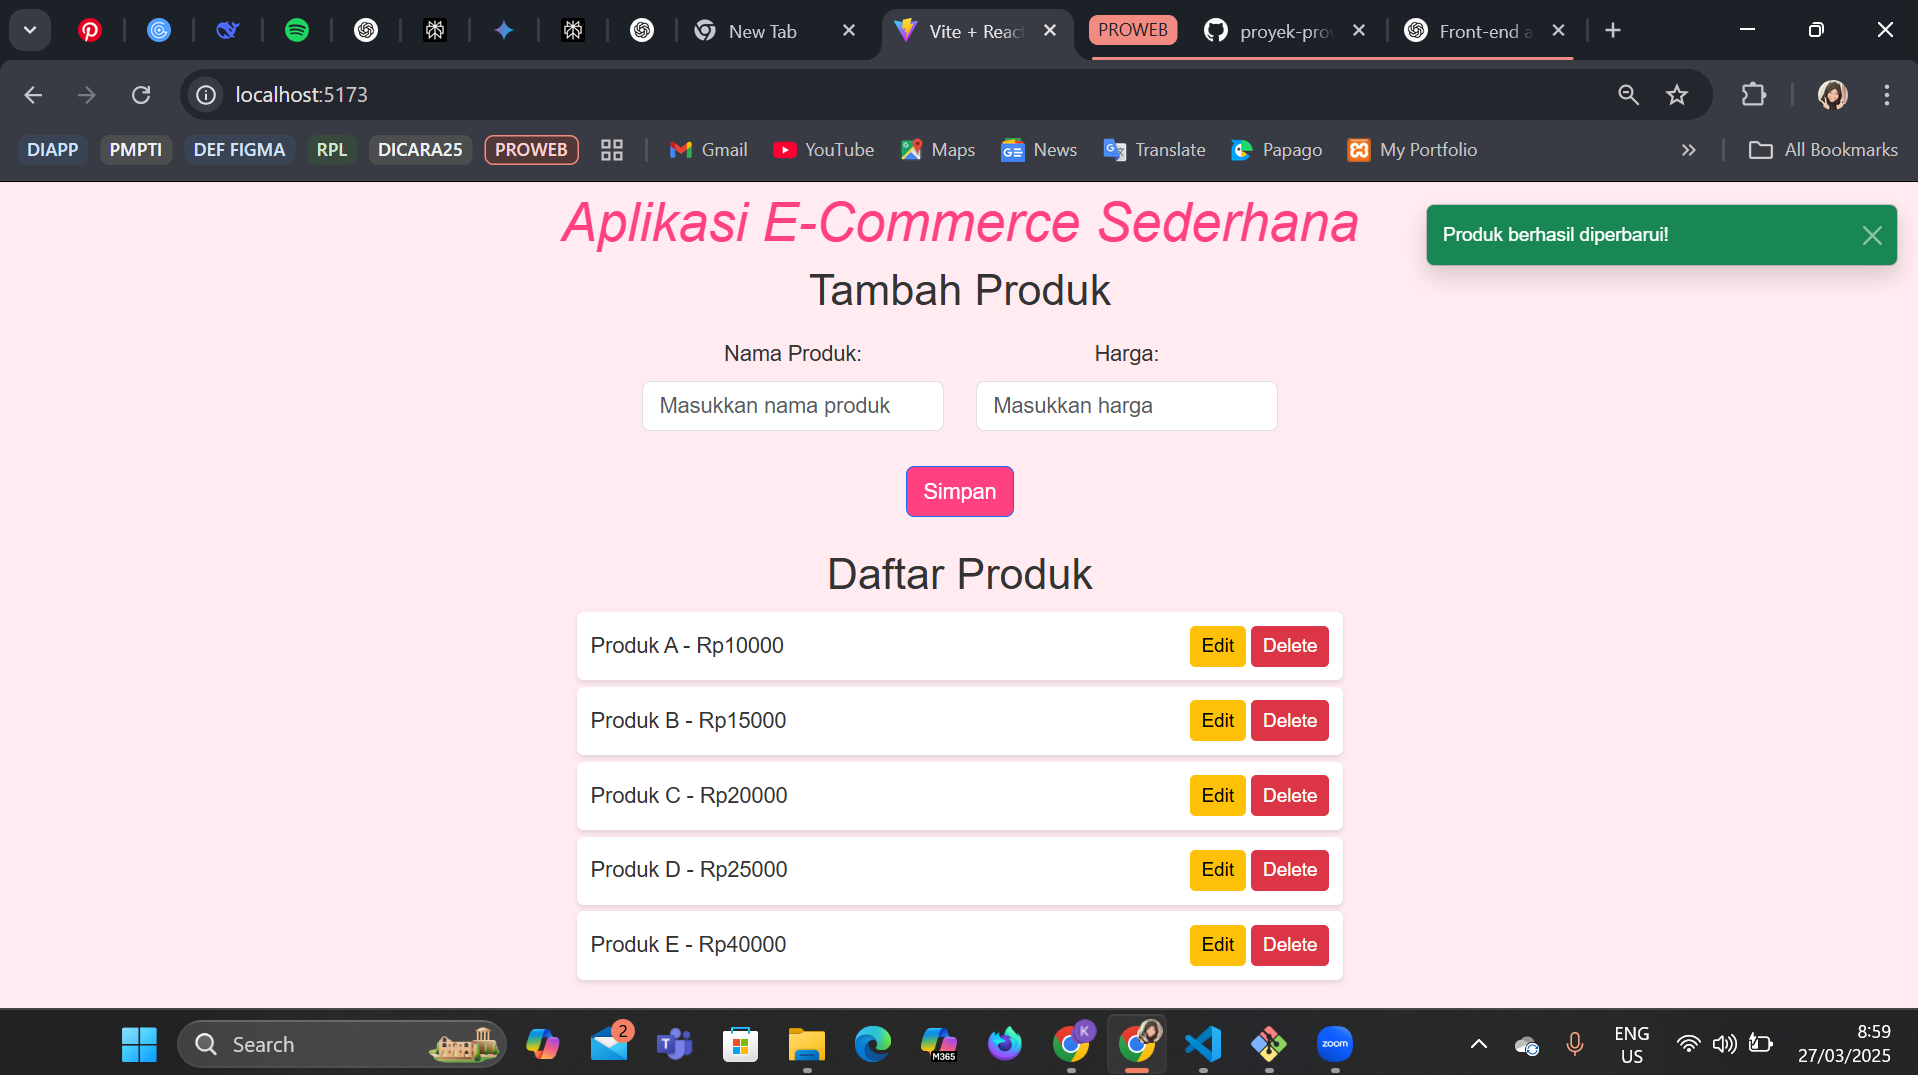 New Tab
Vite + Reac
PROWEB
proyek-pro
Front-end a
localhost:5173
DIAPP
PMPTI
DEF FIGMA
RPL
DICARA25
PROWEB
Gmail
YouTube
Maps
News
Translate
Papago
My Portfolio
All Bookmarks
Aplikasi E-Commerce Sederhana
Produk berhasil diperbarui!
Tambah Produk
Nama Produk:
Harga:
Masukkan nama produk
Masukkan harga
Simpan
Daftar Produk
Produk A - Rp10000
Edit
Delete
Produk B - Rp15000
Edit
Delete
Produk C - Rp20000
Edit
Delete
Produk D - Rp25000
Edit
Delete
Produk E - Rp40000
Edit
Delete
Search
2
M365
K
zoom
ENG
US
8:59
27/03/2025